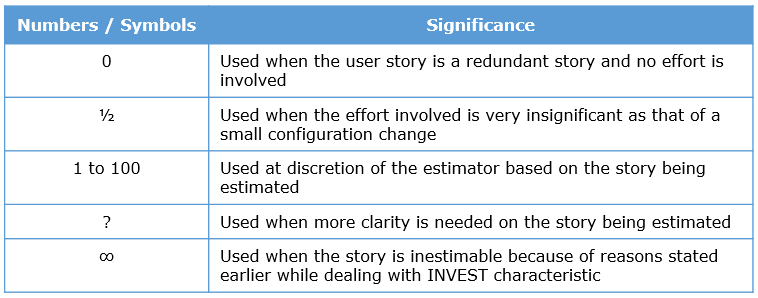 Numbers / Symbols Significance
0 Used when the user story is a redundant story and no effort is
involved
½ Used when the effort involved is very insignificant as that of a
small configuration change
1 to 100 Used at discretion of the estimator based on the story being
estimated
? Used when more clarity is needed on the story being estimated
∞ Used when the story is inestimable because of reasons stated
earlier while dealing with INVEST characteristic